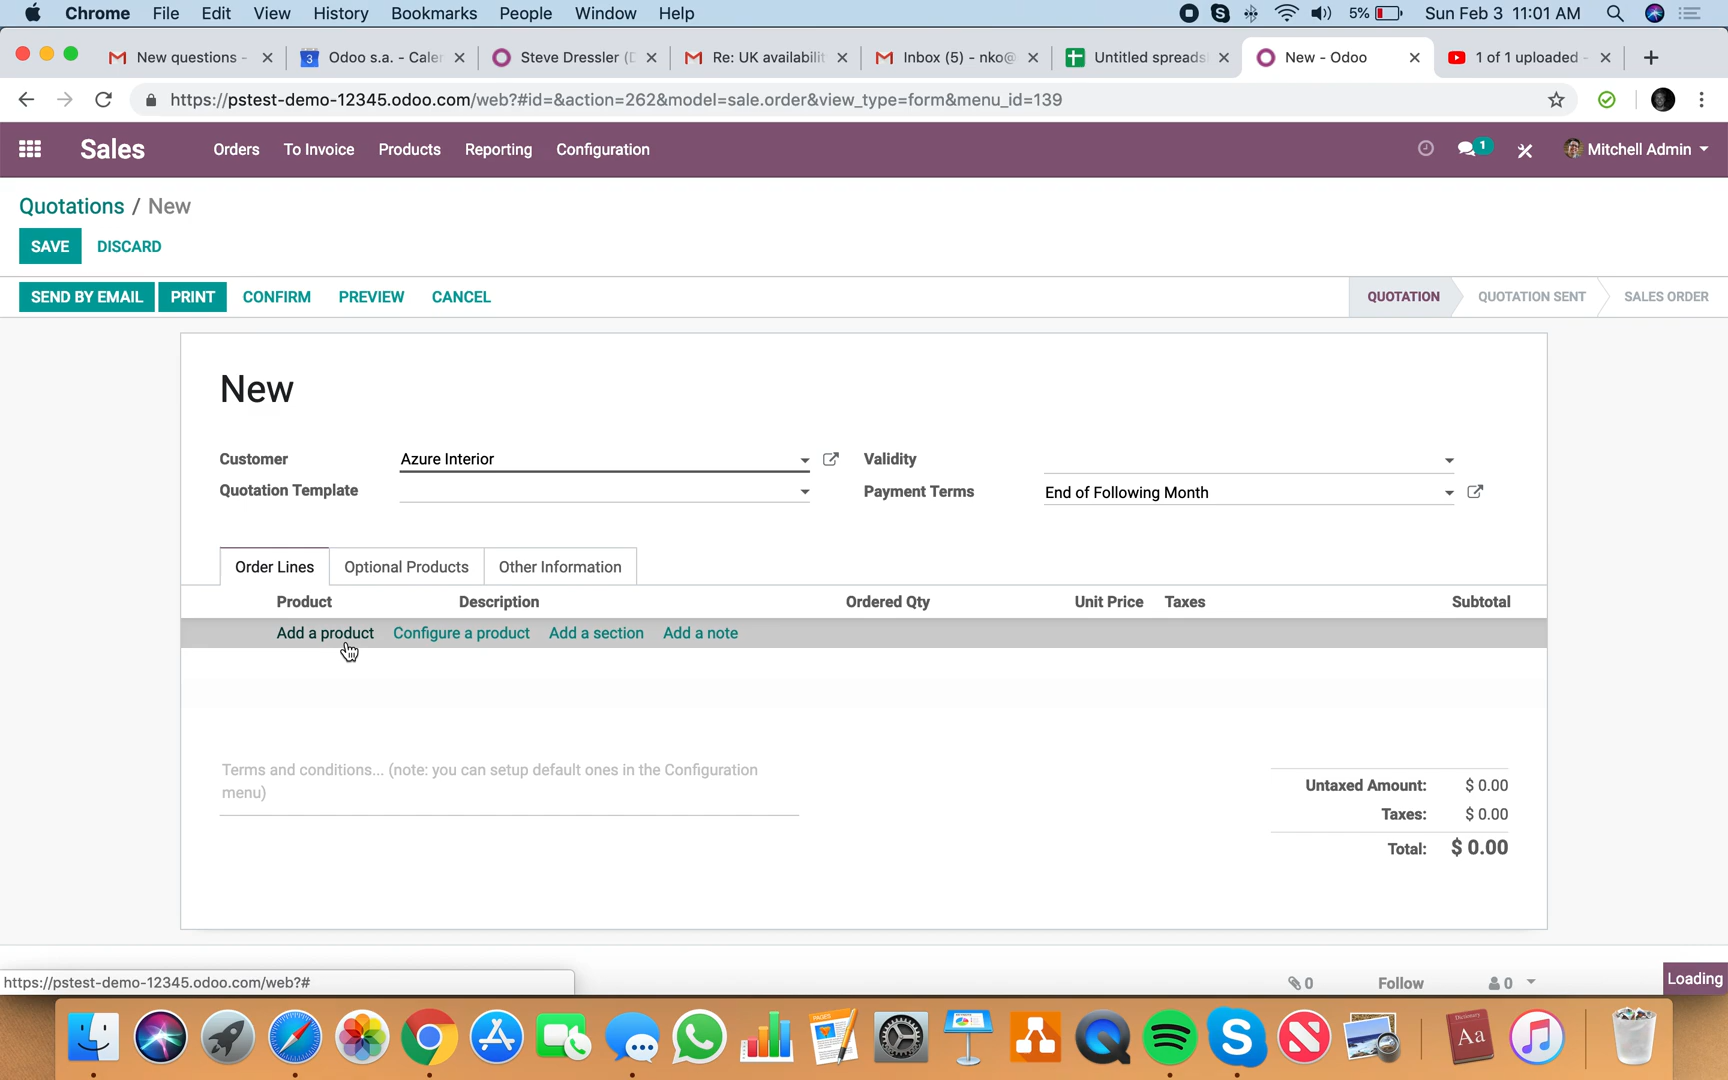 Chrome File Edit View History Bookmarks People Window Help 5% Sun Feb 3 11:01 AM
New questions - Odoo s.a. - Caler Steve Dressler (D Re: UK availabilit Inbox (5) - nko@ Untitled spreads New - Odoo 1 of 1 uploaded -
https://pstest-demo-12345.odoo.com/web?#id=&action=262&model=sale.order&view_type=form&menu_id=139
Sales Orders To Invoice Products Reporting Configuration 1 Mitchell Admin
Quotations / New
SAVE DISCARD
SEND BY EMAIL PRINT CONFIRM PREVIEW CANCEL QUOTATION QUOTATION SENT SALES ORDER
New
Customer Azure Interior Validity
Quotation Template Payment Terms End of Following Month
Order Lines Optional Products Other Information
Product Description Ordered Qty Unit Price Taxes Subtotal
Add a product Configure a product Add a section Add a note
Terms and conditions... (note: you can setup default ones in the Configuration
menu)
Untaxed Amount: $ 0.00
Taxes: $ 0.00
Total: $ 0.00
https://pstest-demo-12345.odoo.com/web?# 0 Follow 0 Loading